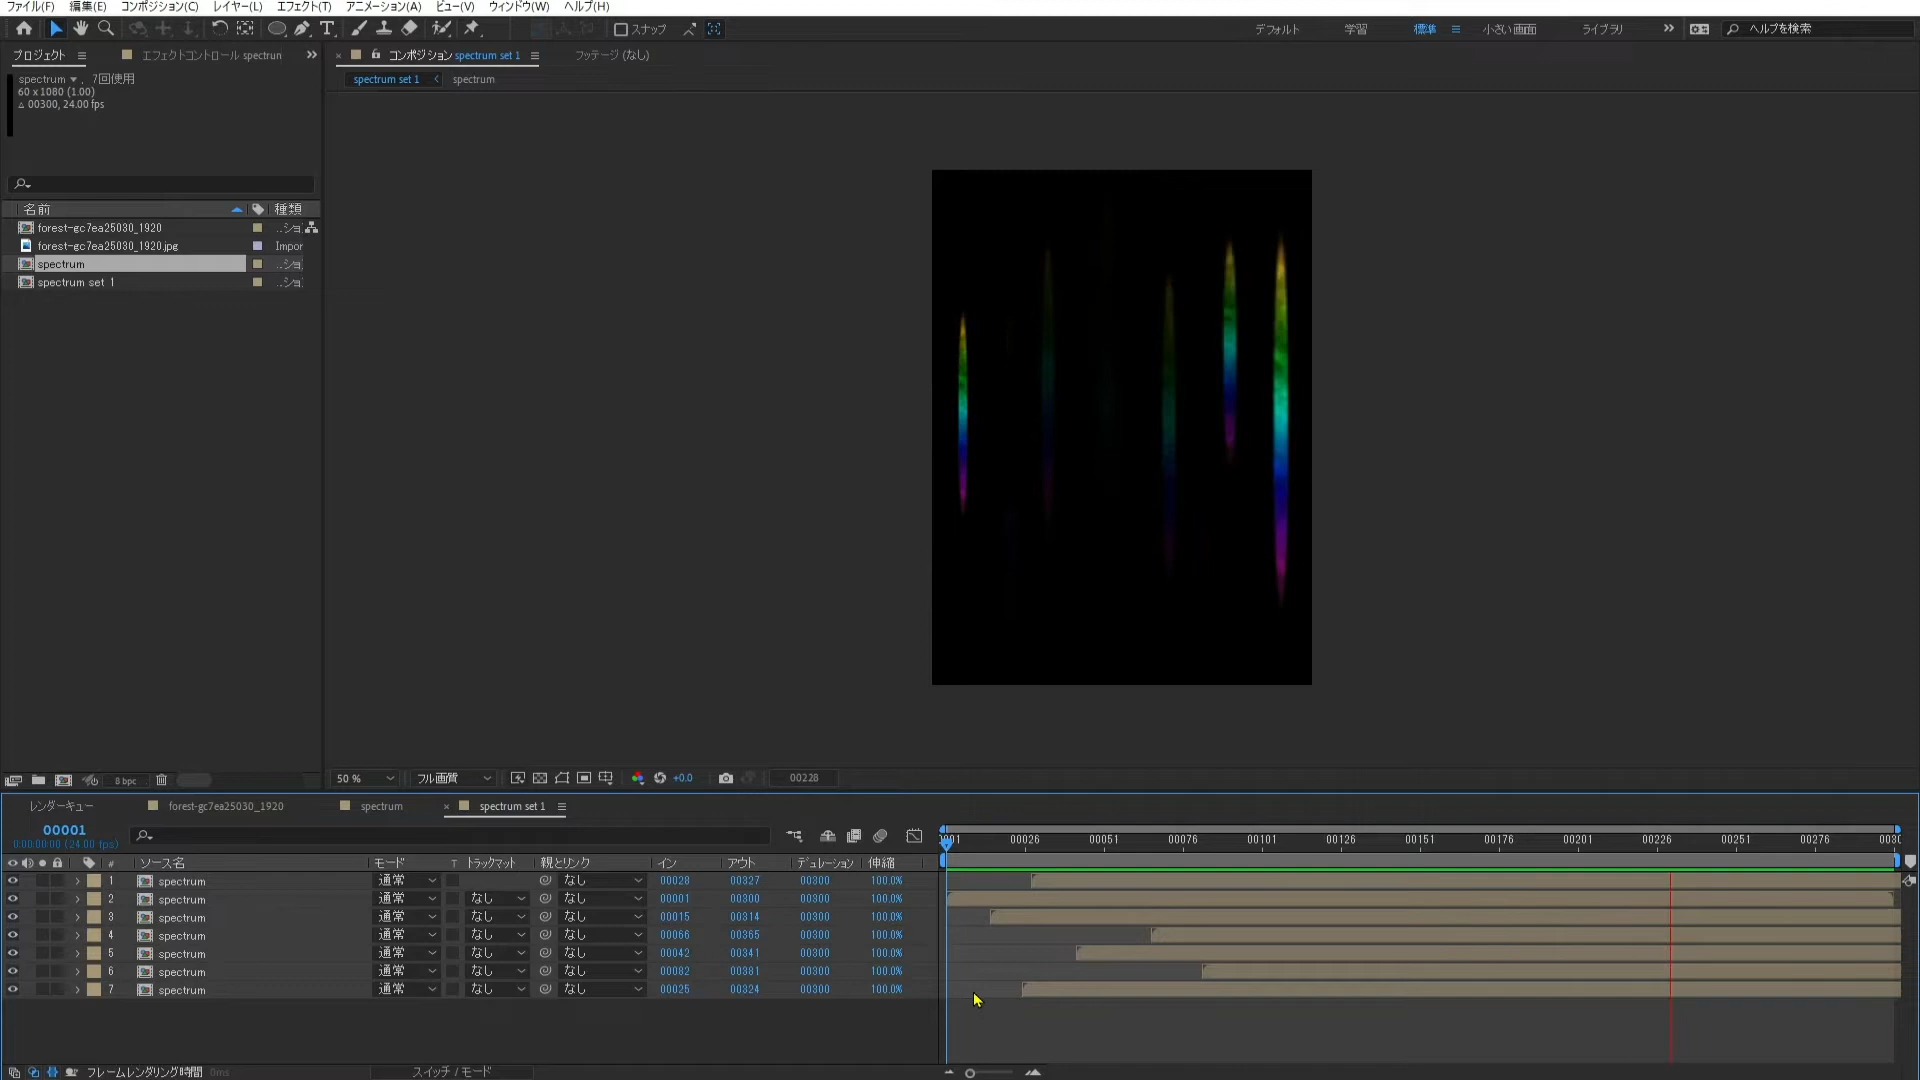 ファイル(F) 編集(E) コンポジション(C) レイヤー(L) エフェクト(T) アニメーション(A) ビュー(V) ウィンドウ(W) ヘルプ(H)
スナップ デフォルト 学習 標準 小さい画面 ライブラリ ヘルプを検索
プロジェクト エフェクトコントロール spectrun
コンポジション spectrum set 1 フッテージ (なし)
spectrum set 1 spectrum
spectrum , 7回使用
60 x 1080 (1.00)
△ 00300, 24.00 fps
名前 種類
forest-gc7ea25030_1920 ..ショ
forest-gc7ea25030_1920.jpg Impor
spectrum ..ショ
spectrum set 1 ..ショ
8 bpc
50 % フル画質 +0.0 00228
レンダーキュー forest-gc7ea25030_1920 spectrum × spectrum set 1
00001
0:00:00:00 (24.00 fps)
00026 00051 00076 00101 00126 00151 00176 00201 00226 00251 00276
# ソース名 モード T トラックマット 親とリンク イン アウト デュレーション 伸縮
1 spectrum 通常 なし 00028 00327 00300 100.0%
2 spectrum 通常 なし なし 00001 00300 00300 100.0%
3 spectrum 通常 なし なし 00015 00314 00300 100.0%
4 spectrum 通常 なし なし 00066 00365 00300 100.0%
5 spectrum 通常 なし なし 00042 00341 00300 100.0%
6 spectrum 通常 なし なし 00082 00381 00300 100.0%
7 spectrum 通常 なし なし 00025 00324 00300 100.0%
フレームレンダリング時間 0ms スイッチ / モード